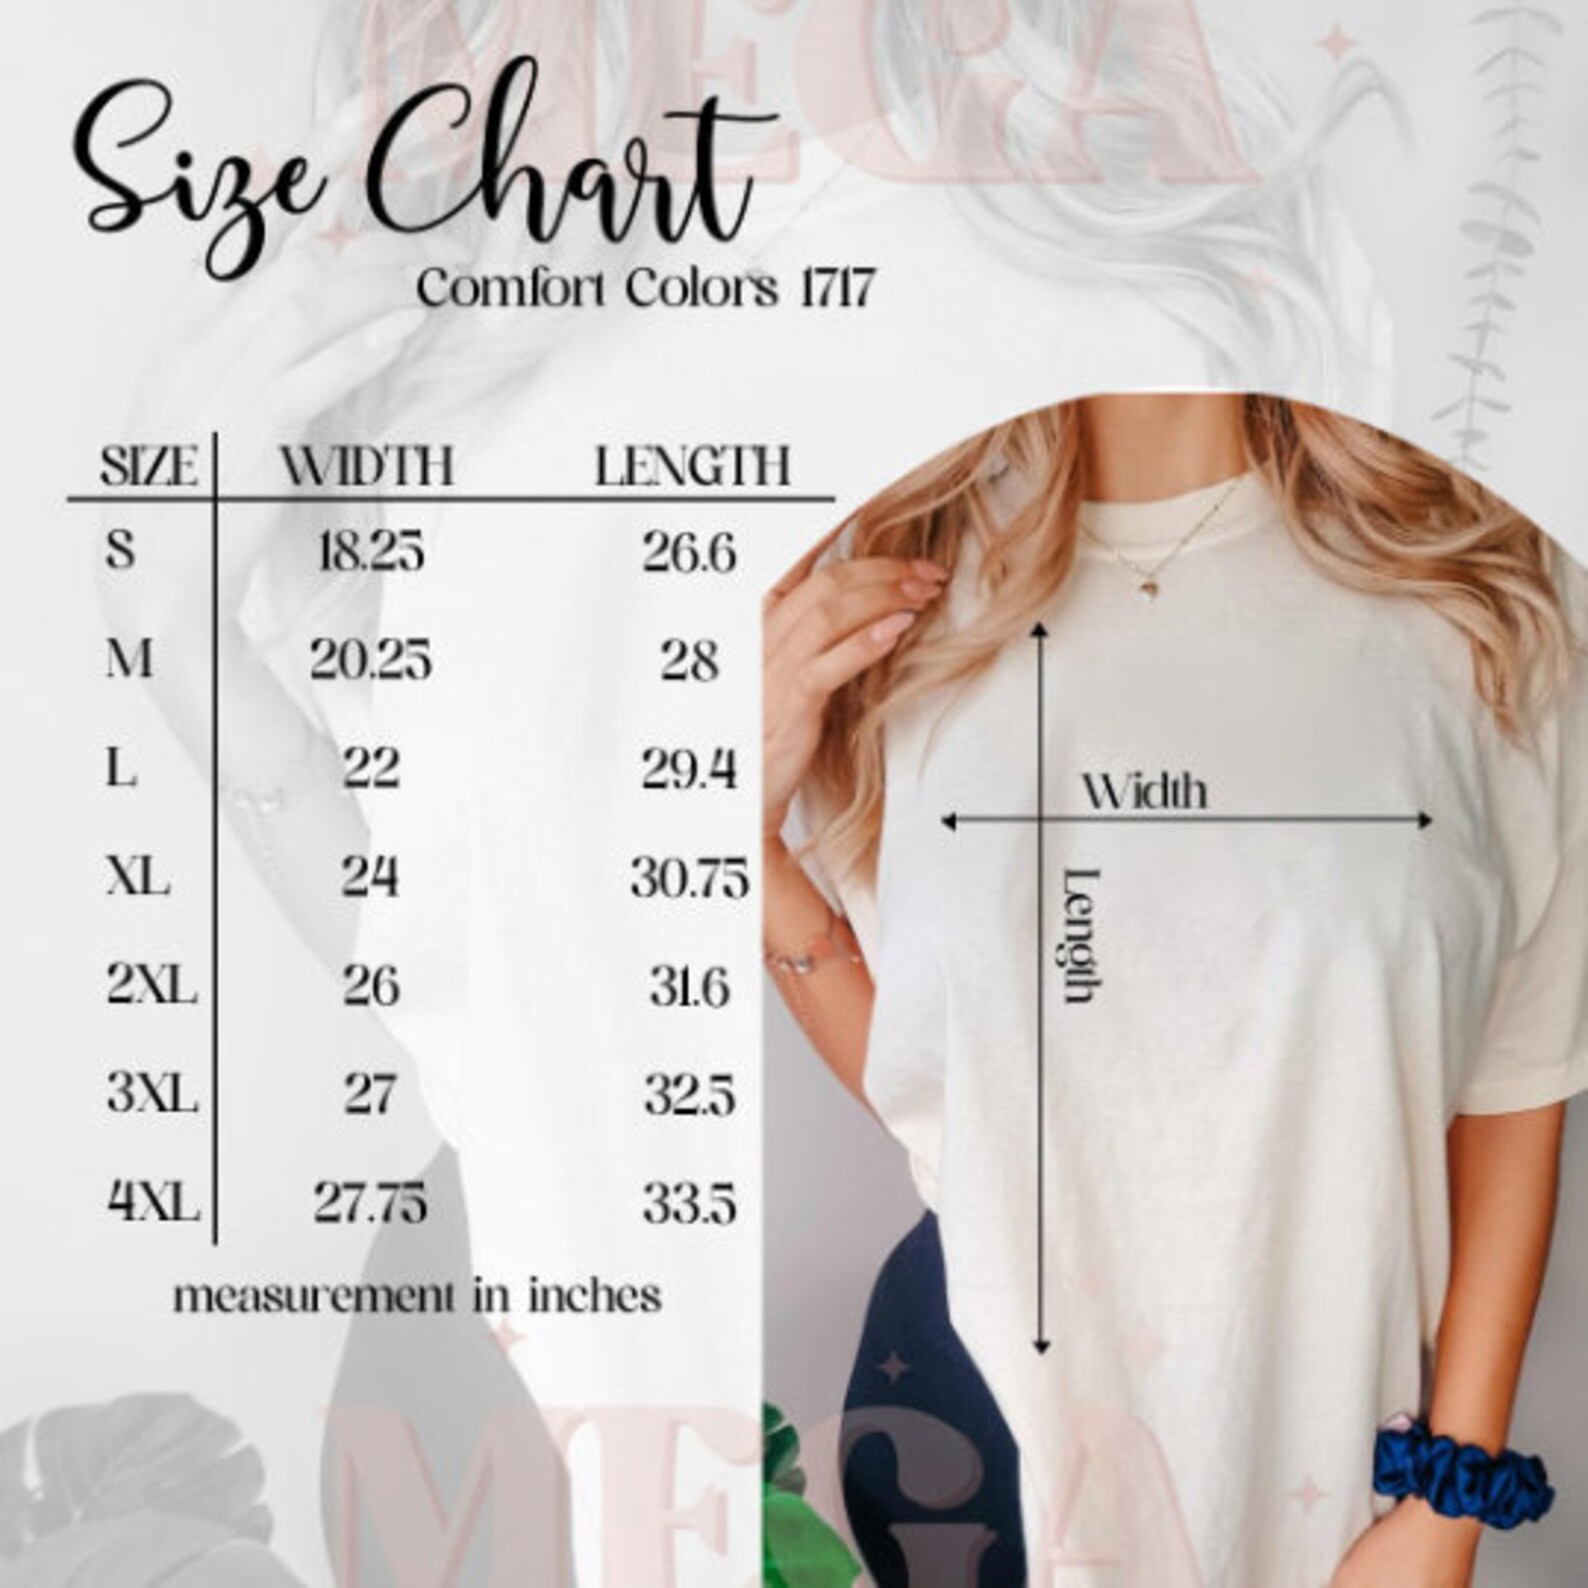 MEGA
Size Chart
Comfort Colors 1717
SIZE WIDTH LENGTH
S 18.25 26.6
M 20.25 28
L 22 29.4
XL 24 30.75
2XL 26 31.6
3XL 27 32.5
4XL 27.75 33.5
measurement in inches
Width
Length
MEGA